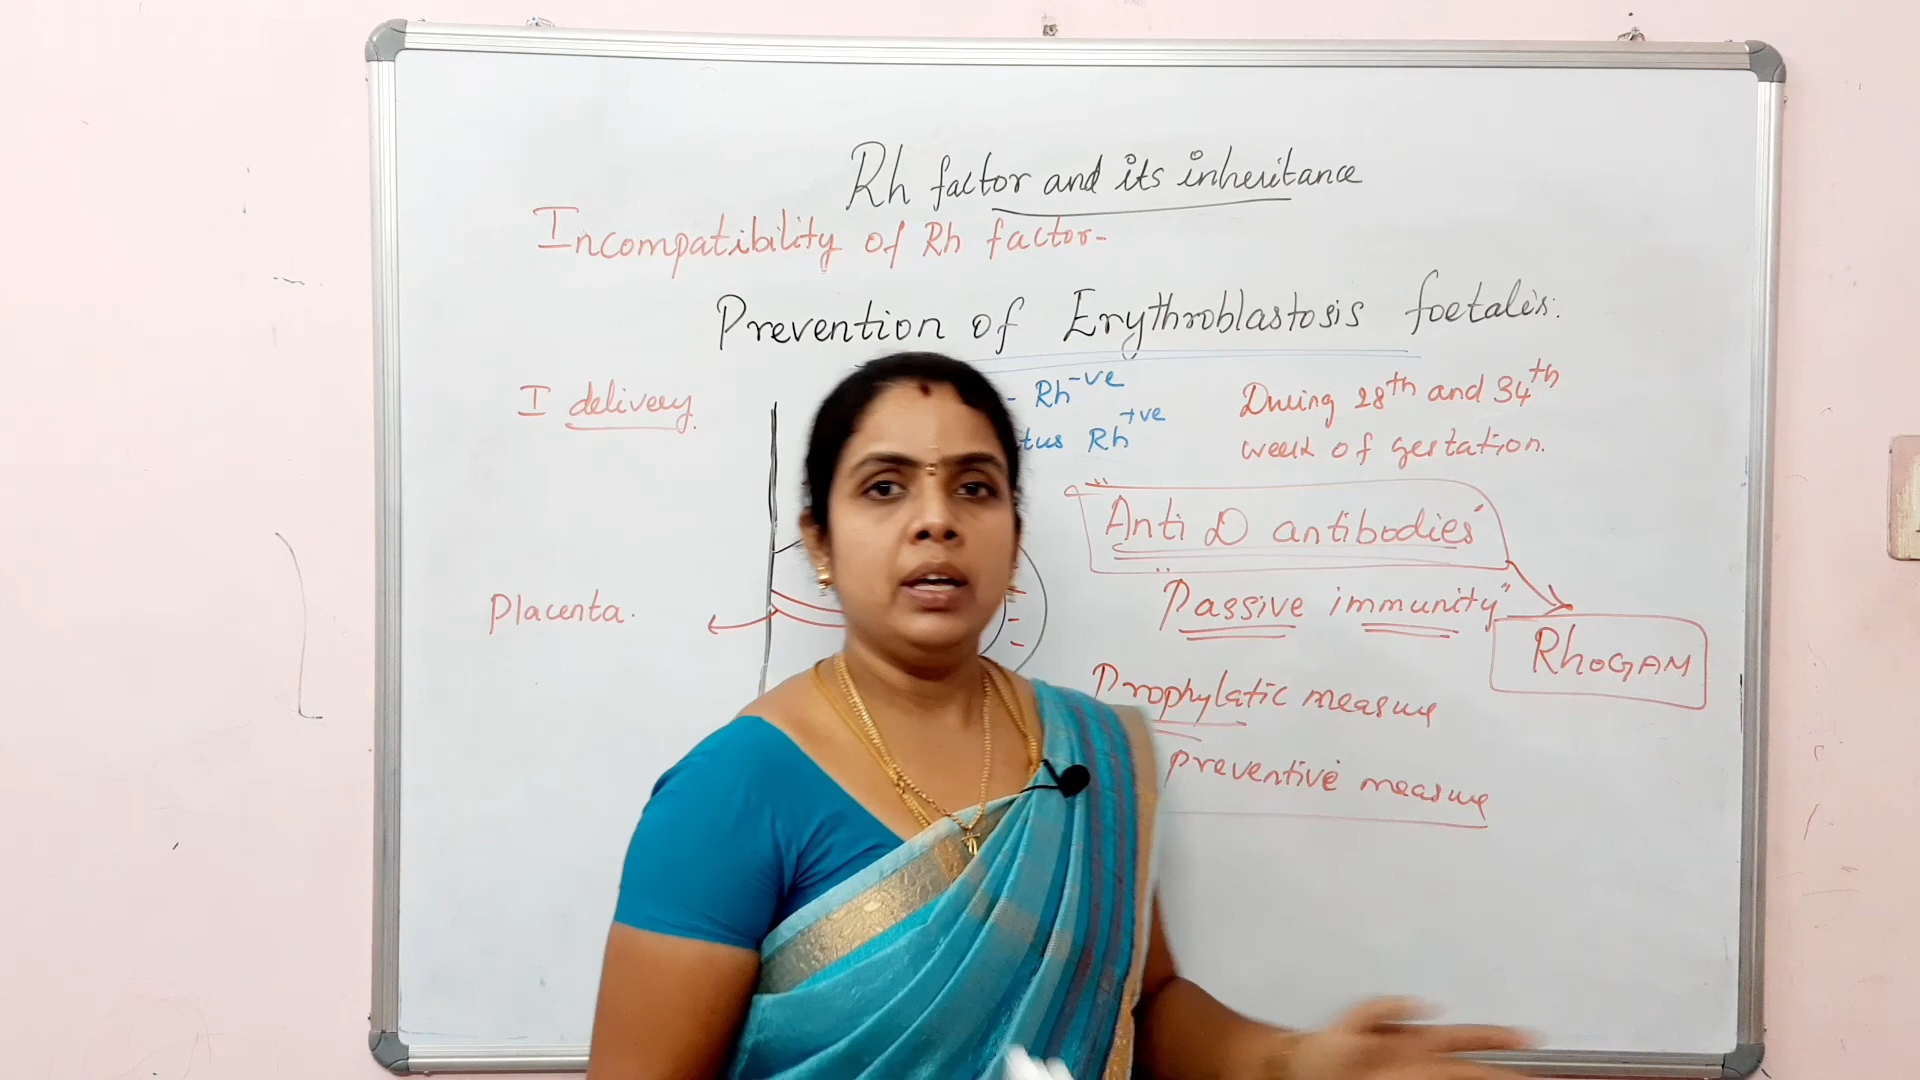 Rh factor and its inheritance
Incompatibility of Rh factor-
Prevention of Erythroblastosis foetalis.
I delivery.
- Rh -ve
tus Rh +ve
During 28th and 34th
week of gestation.
"Anti D antibodies"
"Passive immunity"
Placenta.
RhoGAM
Prophylatic measure
preventive measure